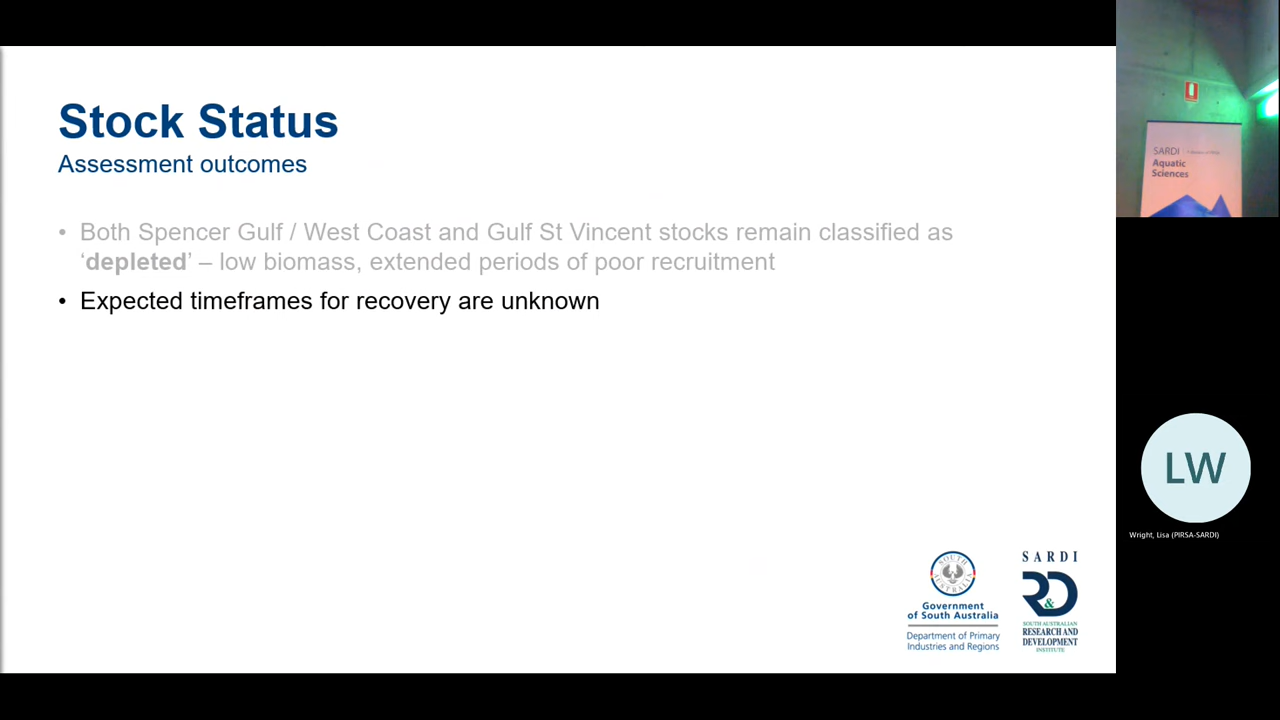 Stock Status
Assessment outcomes
• Both Spencer Gulf / West Coast and Gulf St Vincent stocks remain classified as
‘depleted’ – low biomass, extended periods of poor recruitment
• Expected timeframes for recovery are unknown
SOUTH
AUSTRALIA
Government
of South Australia
Department of Primary
Industries and Regions
SARDI
R&D
SOUTH AUSTRALIAN
RESEARCH AND
DEVELOPMENT
INSTITUTE
SARDI
Aquatic
Sciences
LW
Wright, Lisa (PIRSA-SARDI)